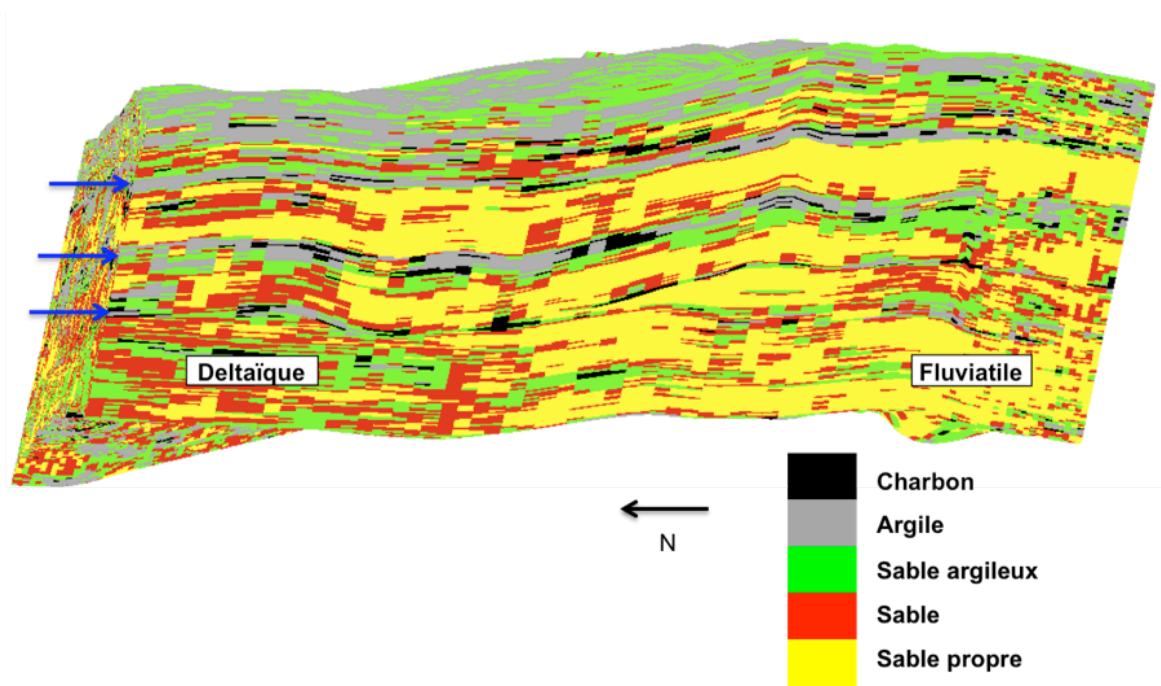 Deltaïque
Fluviatile
N
Charbon
Argile
Sable argileux
Sable
Sable propre